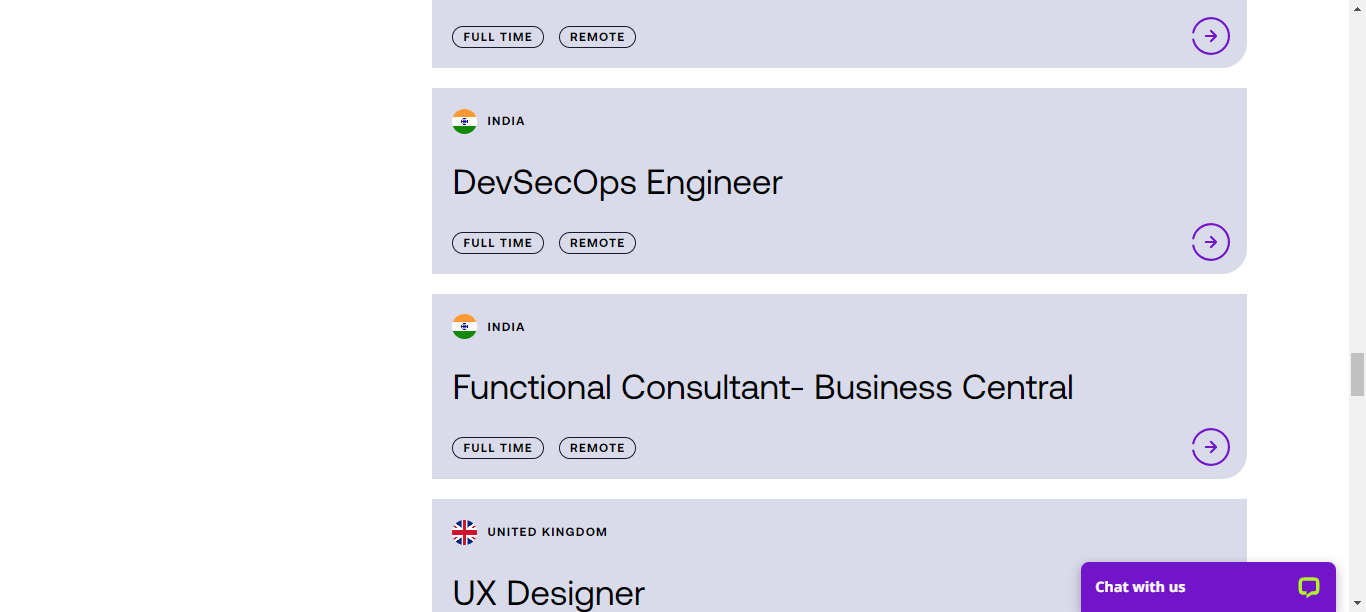 FULL TIME REMOTE
INDIA
DevSecOps Engineer
FULL TIME REMOTE
INDIA
Functional Consultant- Business Central
FULL TIME REMOTE
UNITED KINGDOM
UX Designer
Chat with us